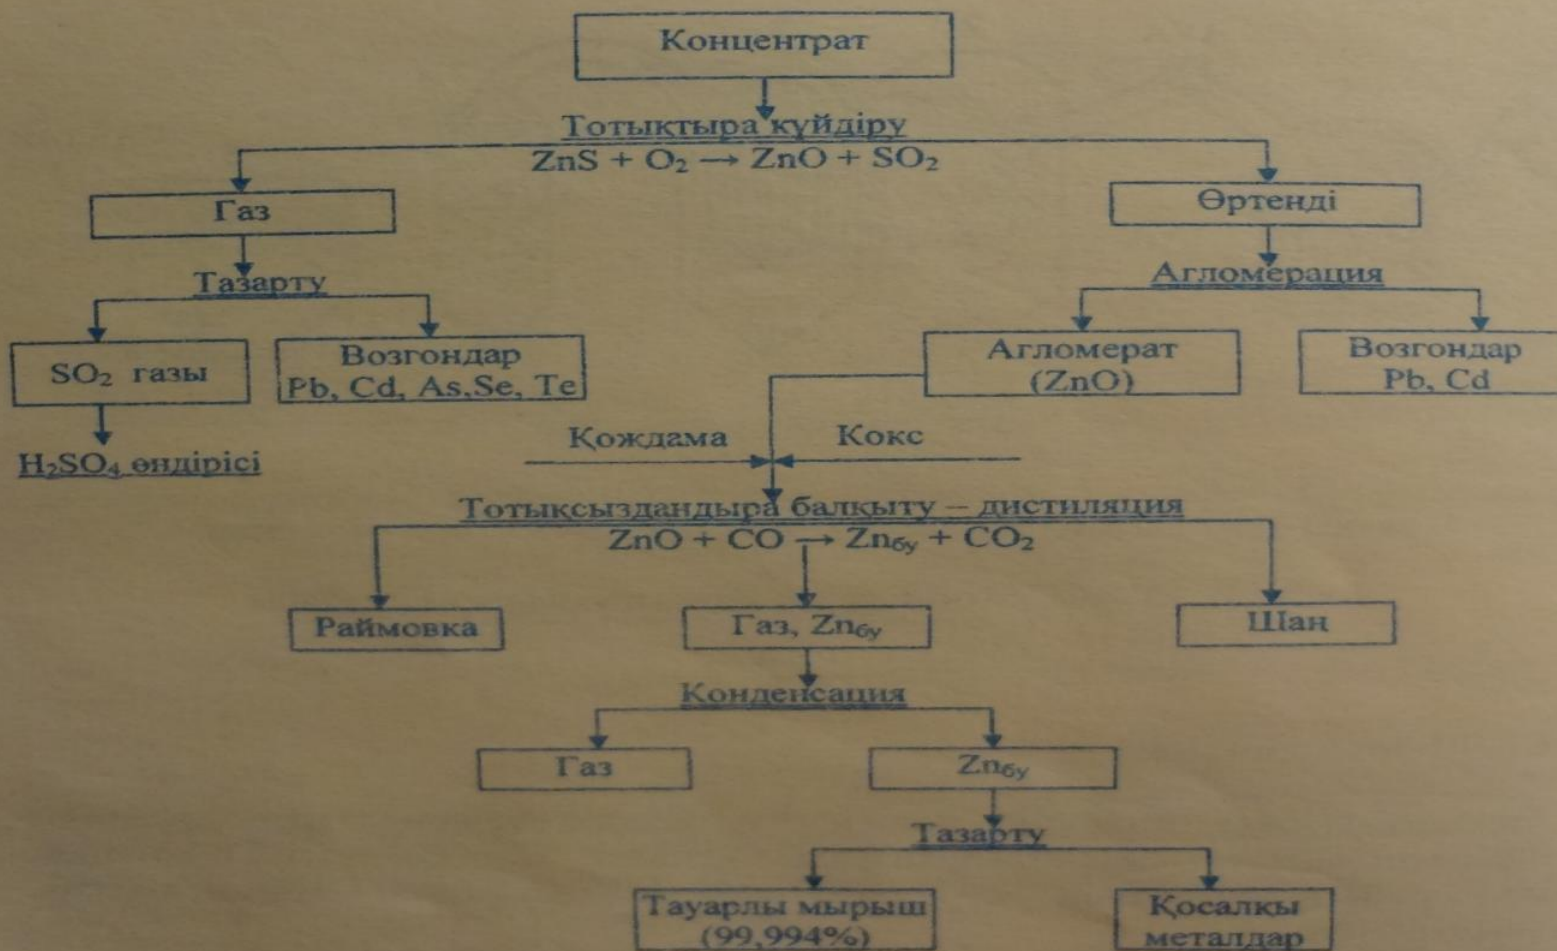 Концентрат
Тотықтыра күйдіру
ZnS + O₂ → ZnO + SO₂
Газ
Өртенді
Тазарту
Агломерация
SO₂ газы
Возгондар
Pb, Cd, As,Se, Te
Агломерат
(ZnO)
Возгондар
Pb, Cd
Қождама
Кокс
H₂SO₄ өндірісі
Тотықсыздандыра балқыту – дистиляция
ZnO + CO → Znбу + CO₂
Раймовка
Газ, Znбу
Шаң
Конденсация
Газ
Znбу
Тазарту
Тауарлы мырыш
(99,994%)
Қосалқы
металдар